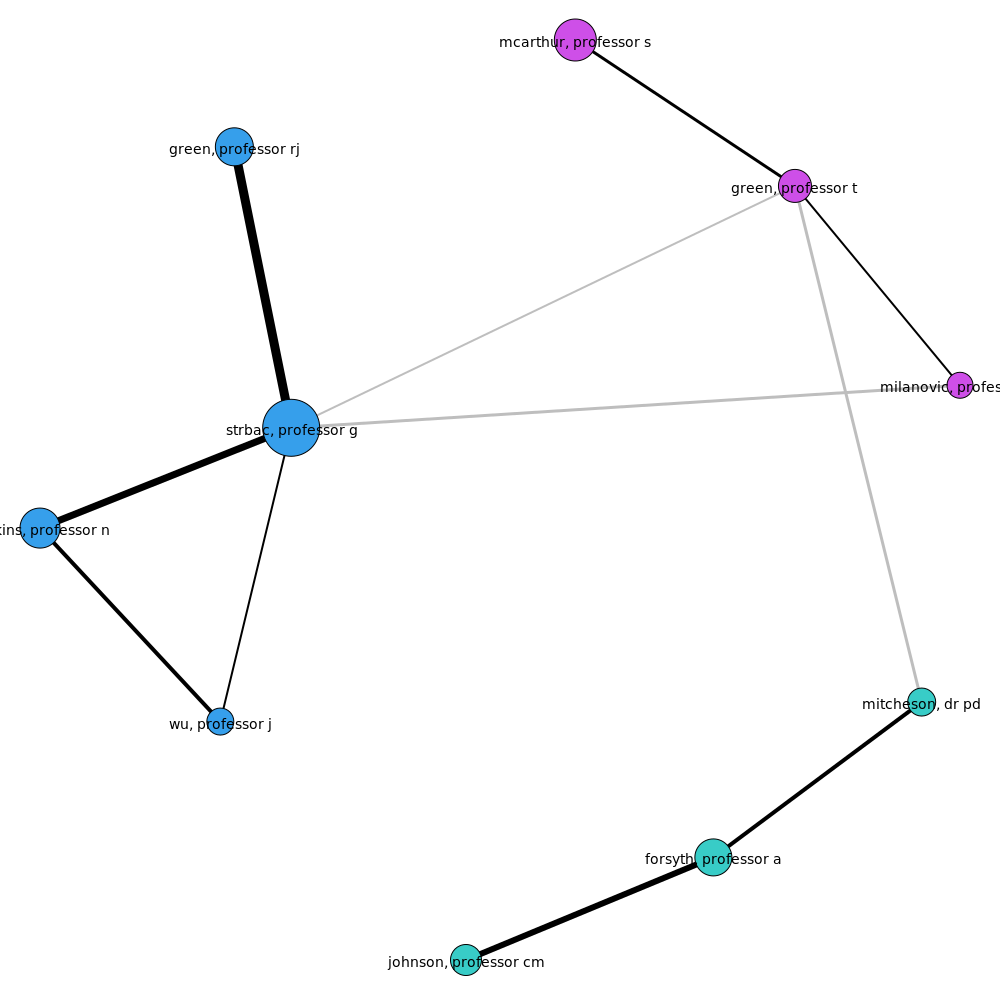 mcarthur, professor s
green, professor rj
green, professor t
milanovic, profes
strbac, professor g
kins, professor n
mitcheson, dr pd
wu, professor j
forsyth, professor a
johnson, professor cm